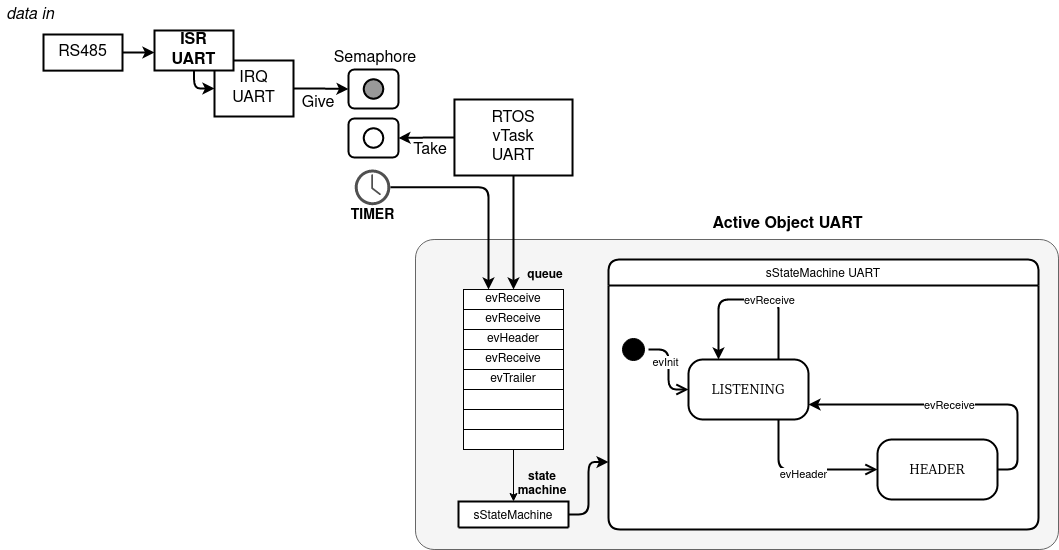 data in
RS485
ISR
UART
IRQ
UART
Give
Semaphore
Take
RTOS
vTask
UART
TIMER
Active Object UART
queue
evReceive
evReceive
evHeader
evReceive
evTrailer
state
machine
sStateMachine
sStateMachine UART
evReceive
evInit
LISTENING
evReceive
evHeader
HEADER